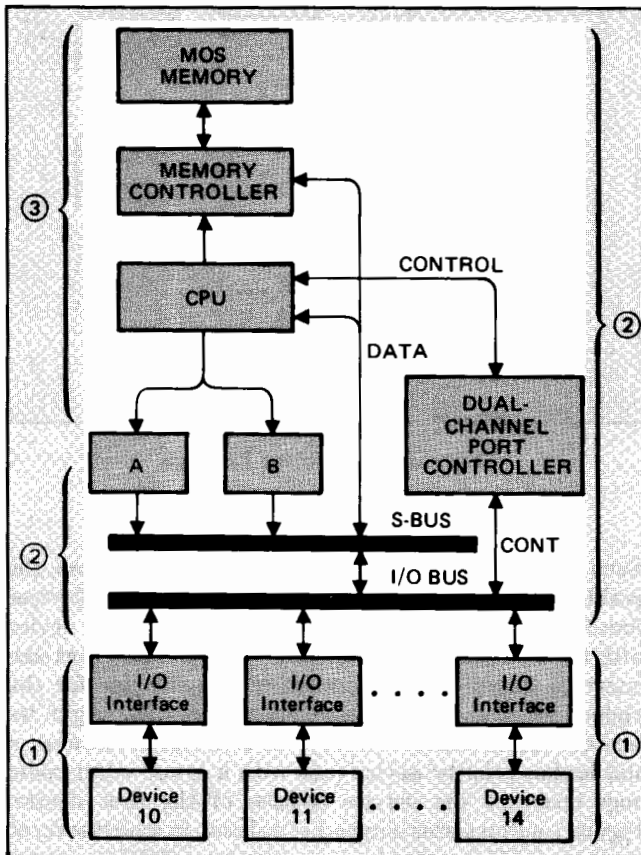 MOS
MEMORY
MEMORY
CONTROLLER
③
CPU
CONTROL
DATA
②
DUAL-
CHANNEL
PORT
CONTROLLER
A
B
②
S-BUS
CONT
I/O BUS
①
I/O
Interface
I/O
Interface
. . . .
I/O
Interface
①
Device
10
Device
11
. . . .
Device
14